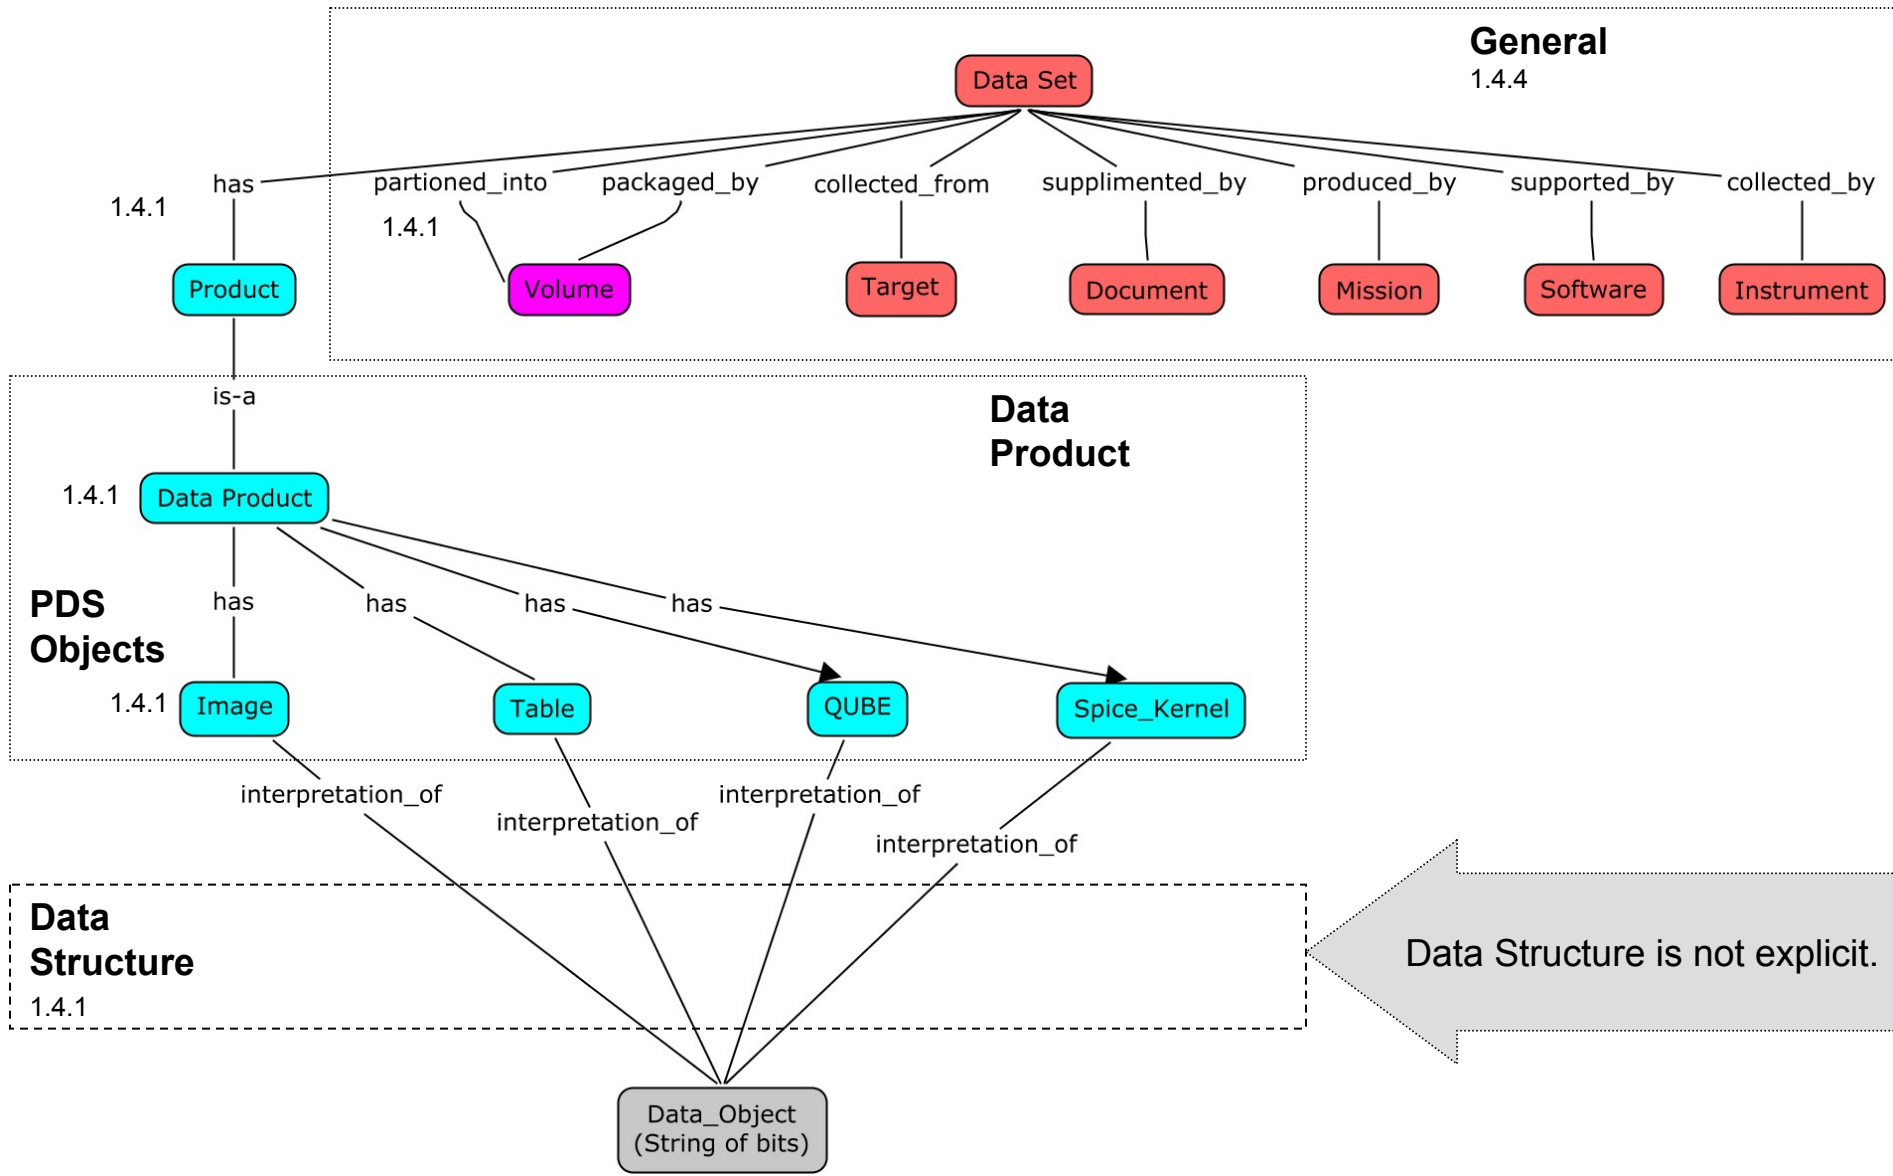 General
1.4.4
Data Set
has
partioned_into
packaged_by
collected_from
supplimented_by
produced_by
supported_by
collected_by
1.4.1
1.4.1
Product
Volume
Target
Document
Mission
Software
Instrument
is-a
Data
Product
1.4.1
Data Product
PDS
Objects
has
has
has
has
1.4.1
Image
Table
QUBE
Spice_Kernel
interpretation_of
interpretation_of
interpretation_of
interpretation_of
Data
Structure
1.4.1
Data Structure is not explicit.
Data_Object
(String of bits)